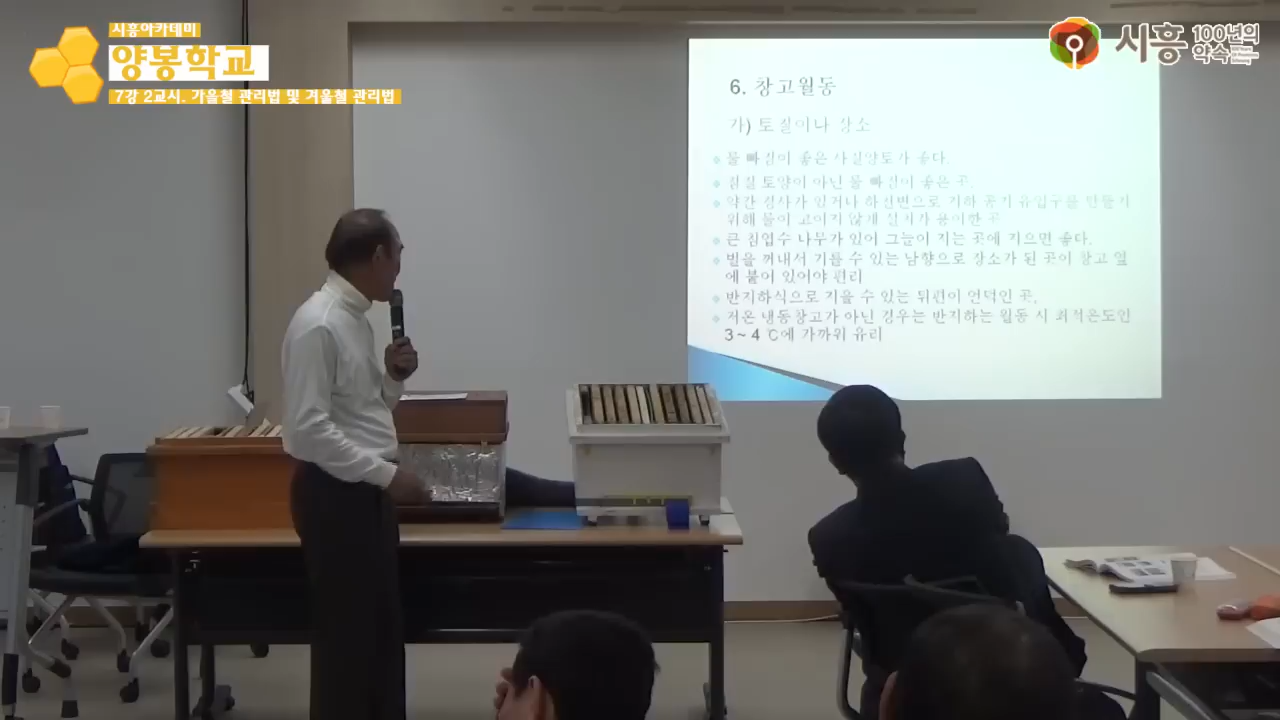 시흥아카데미
양봉학교
7강 2교시. 가을철 관리법 및 겨울철 관리법
시흥 100년의
약속
6. 창고월동
가) 토질이나 장소
물 빠짐이 좋은 사질양토가 좋다.
점질 토양이 아닌 물 빠짐이 좋은 곳.
약간 경사가 있거나 하천변으로 지하 공기 유입구를 만들기
위해 물이 고이지 않게 설치가 용이한 곳
큰 침엽수 나무가 있어 그늘이 지는 곳에 지으면 좋다.
벌을 꺼내서 기를 수 있는 남향으로 장소가 된 곳이 창고 옆
에 붙어 있어야 편리
반지하식으로 지을 수 있는 뒤편이 언덕인 곳,
저온 냉동창고가 아닌 경우는 반지하는 월동 시 최적온도인
3~4 ℃에 가까워 유리